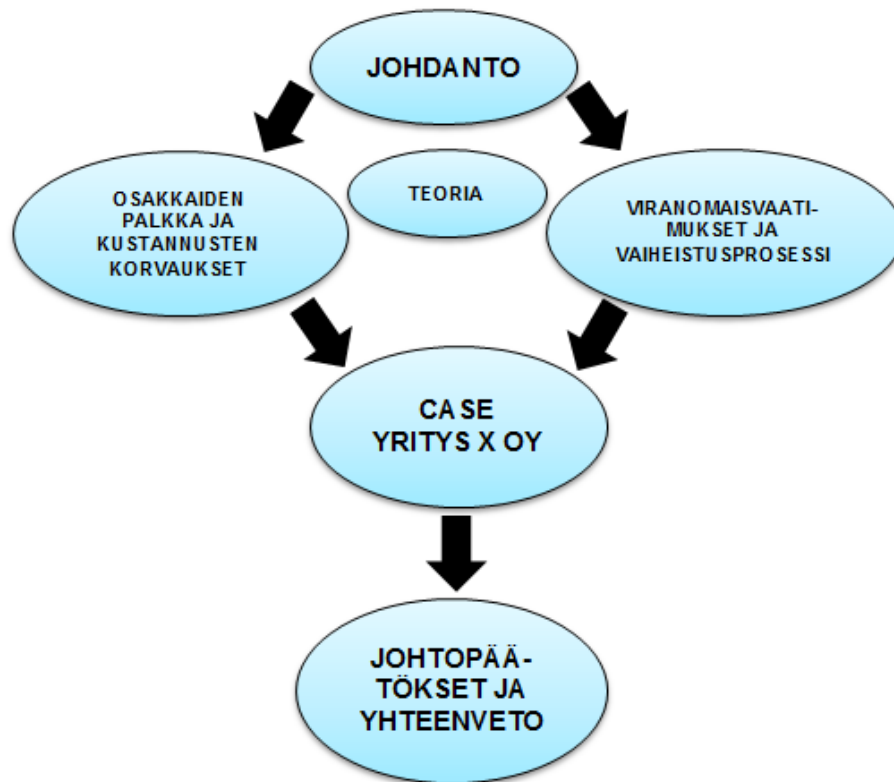 JOHDANTO
OSAKKAIDEN
PALKKA JA
KUSTANNUSTEN
KORVAUKSET
TEORIA
VIRANOMAISVAATI-
MUKSET JA
VAIHEISTUSPROSESSI
CASE
YRITYS X OY
JOHTOPÄÄ-
TÖKSET JA
YHTEENVETO